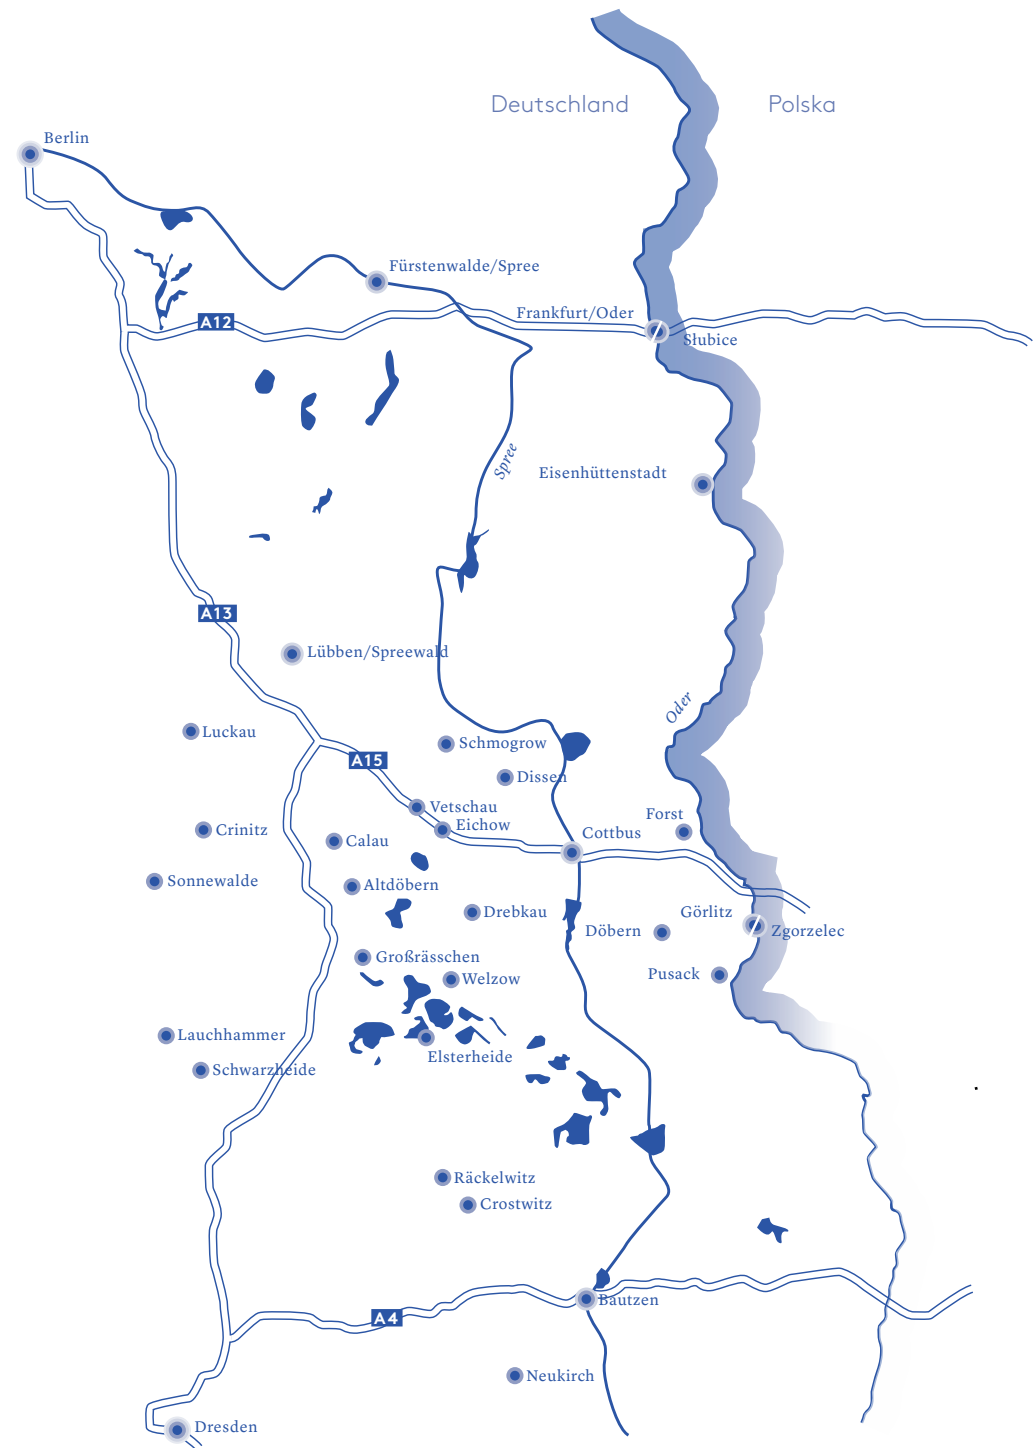 Deutschland
Polska
Berlin
Fürstenwalde/Spree
Frankfurt/Oder
A12
Słubice
Spree
Eisenhüttenstadt
A13
Lübben/Spreewald
Oder
Luckau
Schmogrow
A15
Dissen
Vetschau
Forst
Eichow
Crinitz
Cottbus
Calau
Sonnewalde
Altdöbern
Drebkau
Görlitz
Döbern
Zgorzelec
Großrässchen
Pusack
Welzow
Lauchhammer
Elsterheide
Schwarzheide
Räckelwitz
Crostwitz
Bautzen
A4
Neukirch
Dresden